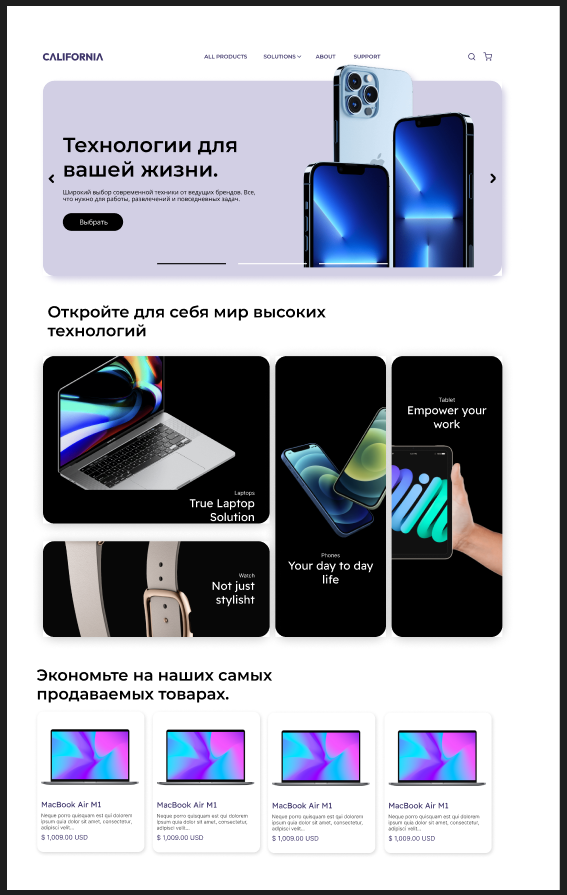 CALIFORNIA
ALL PRODUCTS SOLUTIONS ABOUT SUPPORT
Технологии для
вашей жизни.
Широкий выбор современной техники от ведущих брендов. Все,
что нужно для работы, развлечений и повседневных задач.
Выбрать
Откройте для себя мир высоких
технологий
Laptops
True Laptop
Solution
Watch
Not just
stylisht
Phones
Your day to day
life
Tablet
Empower your
work
Экономьте на наших самых
продаваемых товарах.
MacBook Air M1
Neque porro quisquam est qui dolorem
ipsum quia dolor sit amet, consectetur,
adipisci velit...
$ 1,009.00 USD
MacBook Air M1
Neque porro quisquam est qui dolorem
ipsum quia dolor sit amet, consectetur,
adipisci velit...
$ 1,009.00 USD
MacBook Air M1
Neque porro quisquam est qui dolorem
ipsum quia dolor sit amet, consectetur,
adipisci velit...
$ 1,009.00 USD
MacBook Air M1
Neque porro quisquam est qui dolorem
ipsum quia dolor sit amet, consectetur,
adipisci velit...
$ 1,009.00 USD